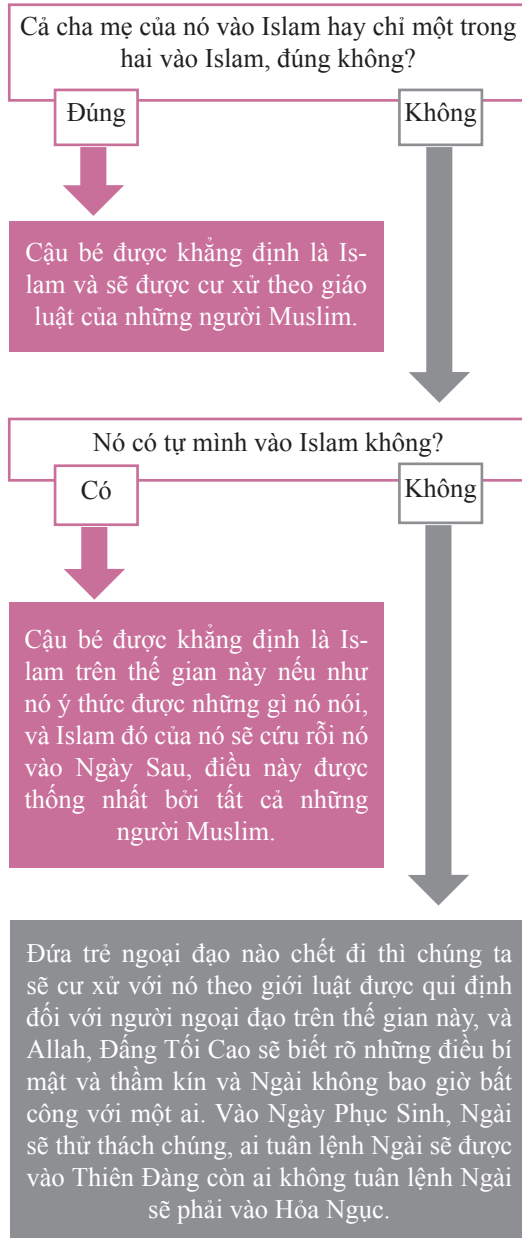 Cả cha mẹ của nó vào Islam hay chỉ một trong
hai vào Islam, đúng không?
Đúng
Không
Cậu bé được khẳng định là Is-
lam và sẽ được cư xử theo giáo
luật của những người Muslim.
Nó có tự mình vào Islam không?
Có
Không
Cậu bé được khẳng định là Is-
lam trên thế gian này nếu như
nó ý thức được những gì nó nói,
và Islam đó của nó sẽ cứu rỗi nó
vào Ngày Sau, điều này được
thống nhất bởi tất cả những
người Muslim.
Đứa trẻ ngoại đạo nào chết đi thì chúng ta
sẽ cư xử với nó theo giới luật được qui định
đối với người ngoại đạo trên thế gian này, và
Allah, Đấng Tối Cao sẽ biết rõ những điều bí
mật và thầm kín và Ngài không bao giờ bất
công với một ai. Vào Ngày Phục Sinh, Ngài
sẽ thử thách chúng, ai tuân lệnh Ngài sẽ được
vào Thiên Đàng còn ai không tuân lệnh Ngài
sẽ phải vào Hỏa Ngục.